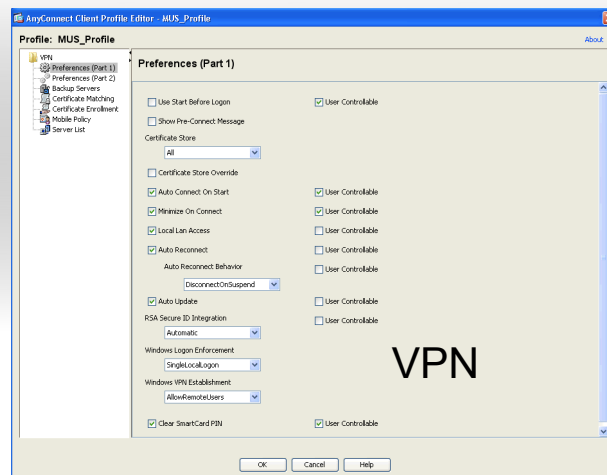 AnyConnect Client Profile Editor - MUS_Profile
Profile: MUS_Profile
About
VPN
Preferences (Part 1)
Preferences (Part 2)
Backup Servers
Certificate Matching
Certificate Enrollment
Mobile Policy
Server List
Preferences (Part 1)
Use Start Before Logon User Controllable
Show Pre-Connect Message
Certificate Store
All
Certificate Store Override
Auto Connect On Start User Controllable
Minimize On Connect User Controllable
Local Lan Access User Controllable
Auto Reconnect User Controllable
Auto Reconnect Behavior User Controllable
DisconnectOnSuspend
Auto Update User Controllable
RSA Secure ID Integration User Controllable
Automatic
Windows Logon Enforcement
SingleLocalLogon
Windows VPN Establishment
AllowRemoteUsers
VPN
Clear SmartCard PIN User Controllable
OK Cancel Help